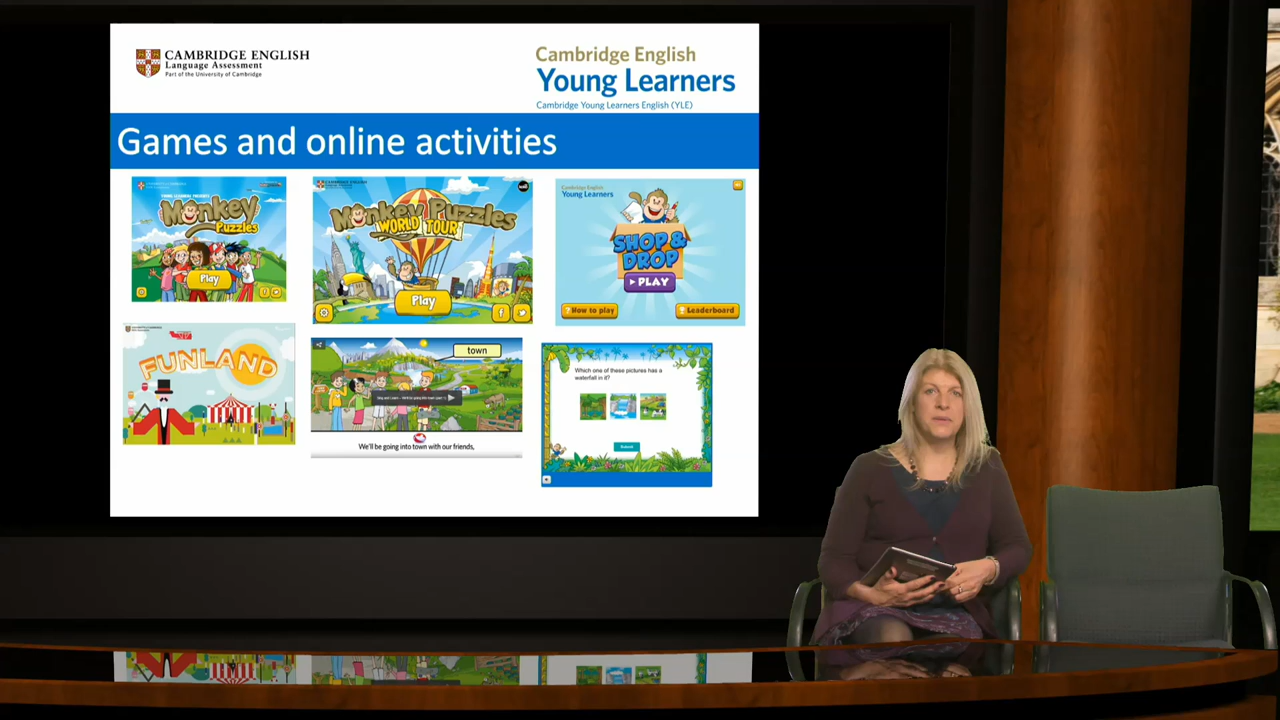 CAMBRIDGE ENGLISH
Language Assessment
Part of the University of Cambridge
Cambridge English
Young Learners
Cambridge Young Learners English (YLE)
Games and online activities
Monkey
Puzzles
Play
Monkey Puzzles
WORLD TOUR
Play
Cambridge English
Young Learners
SHOP &
DROP
PLAY
How to play
Leaderboard
FUNLAND
town
We'll be going into town with our friends,
Which one of these pictures has a
waterfall in it?